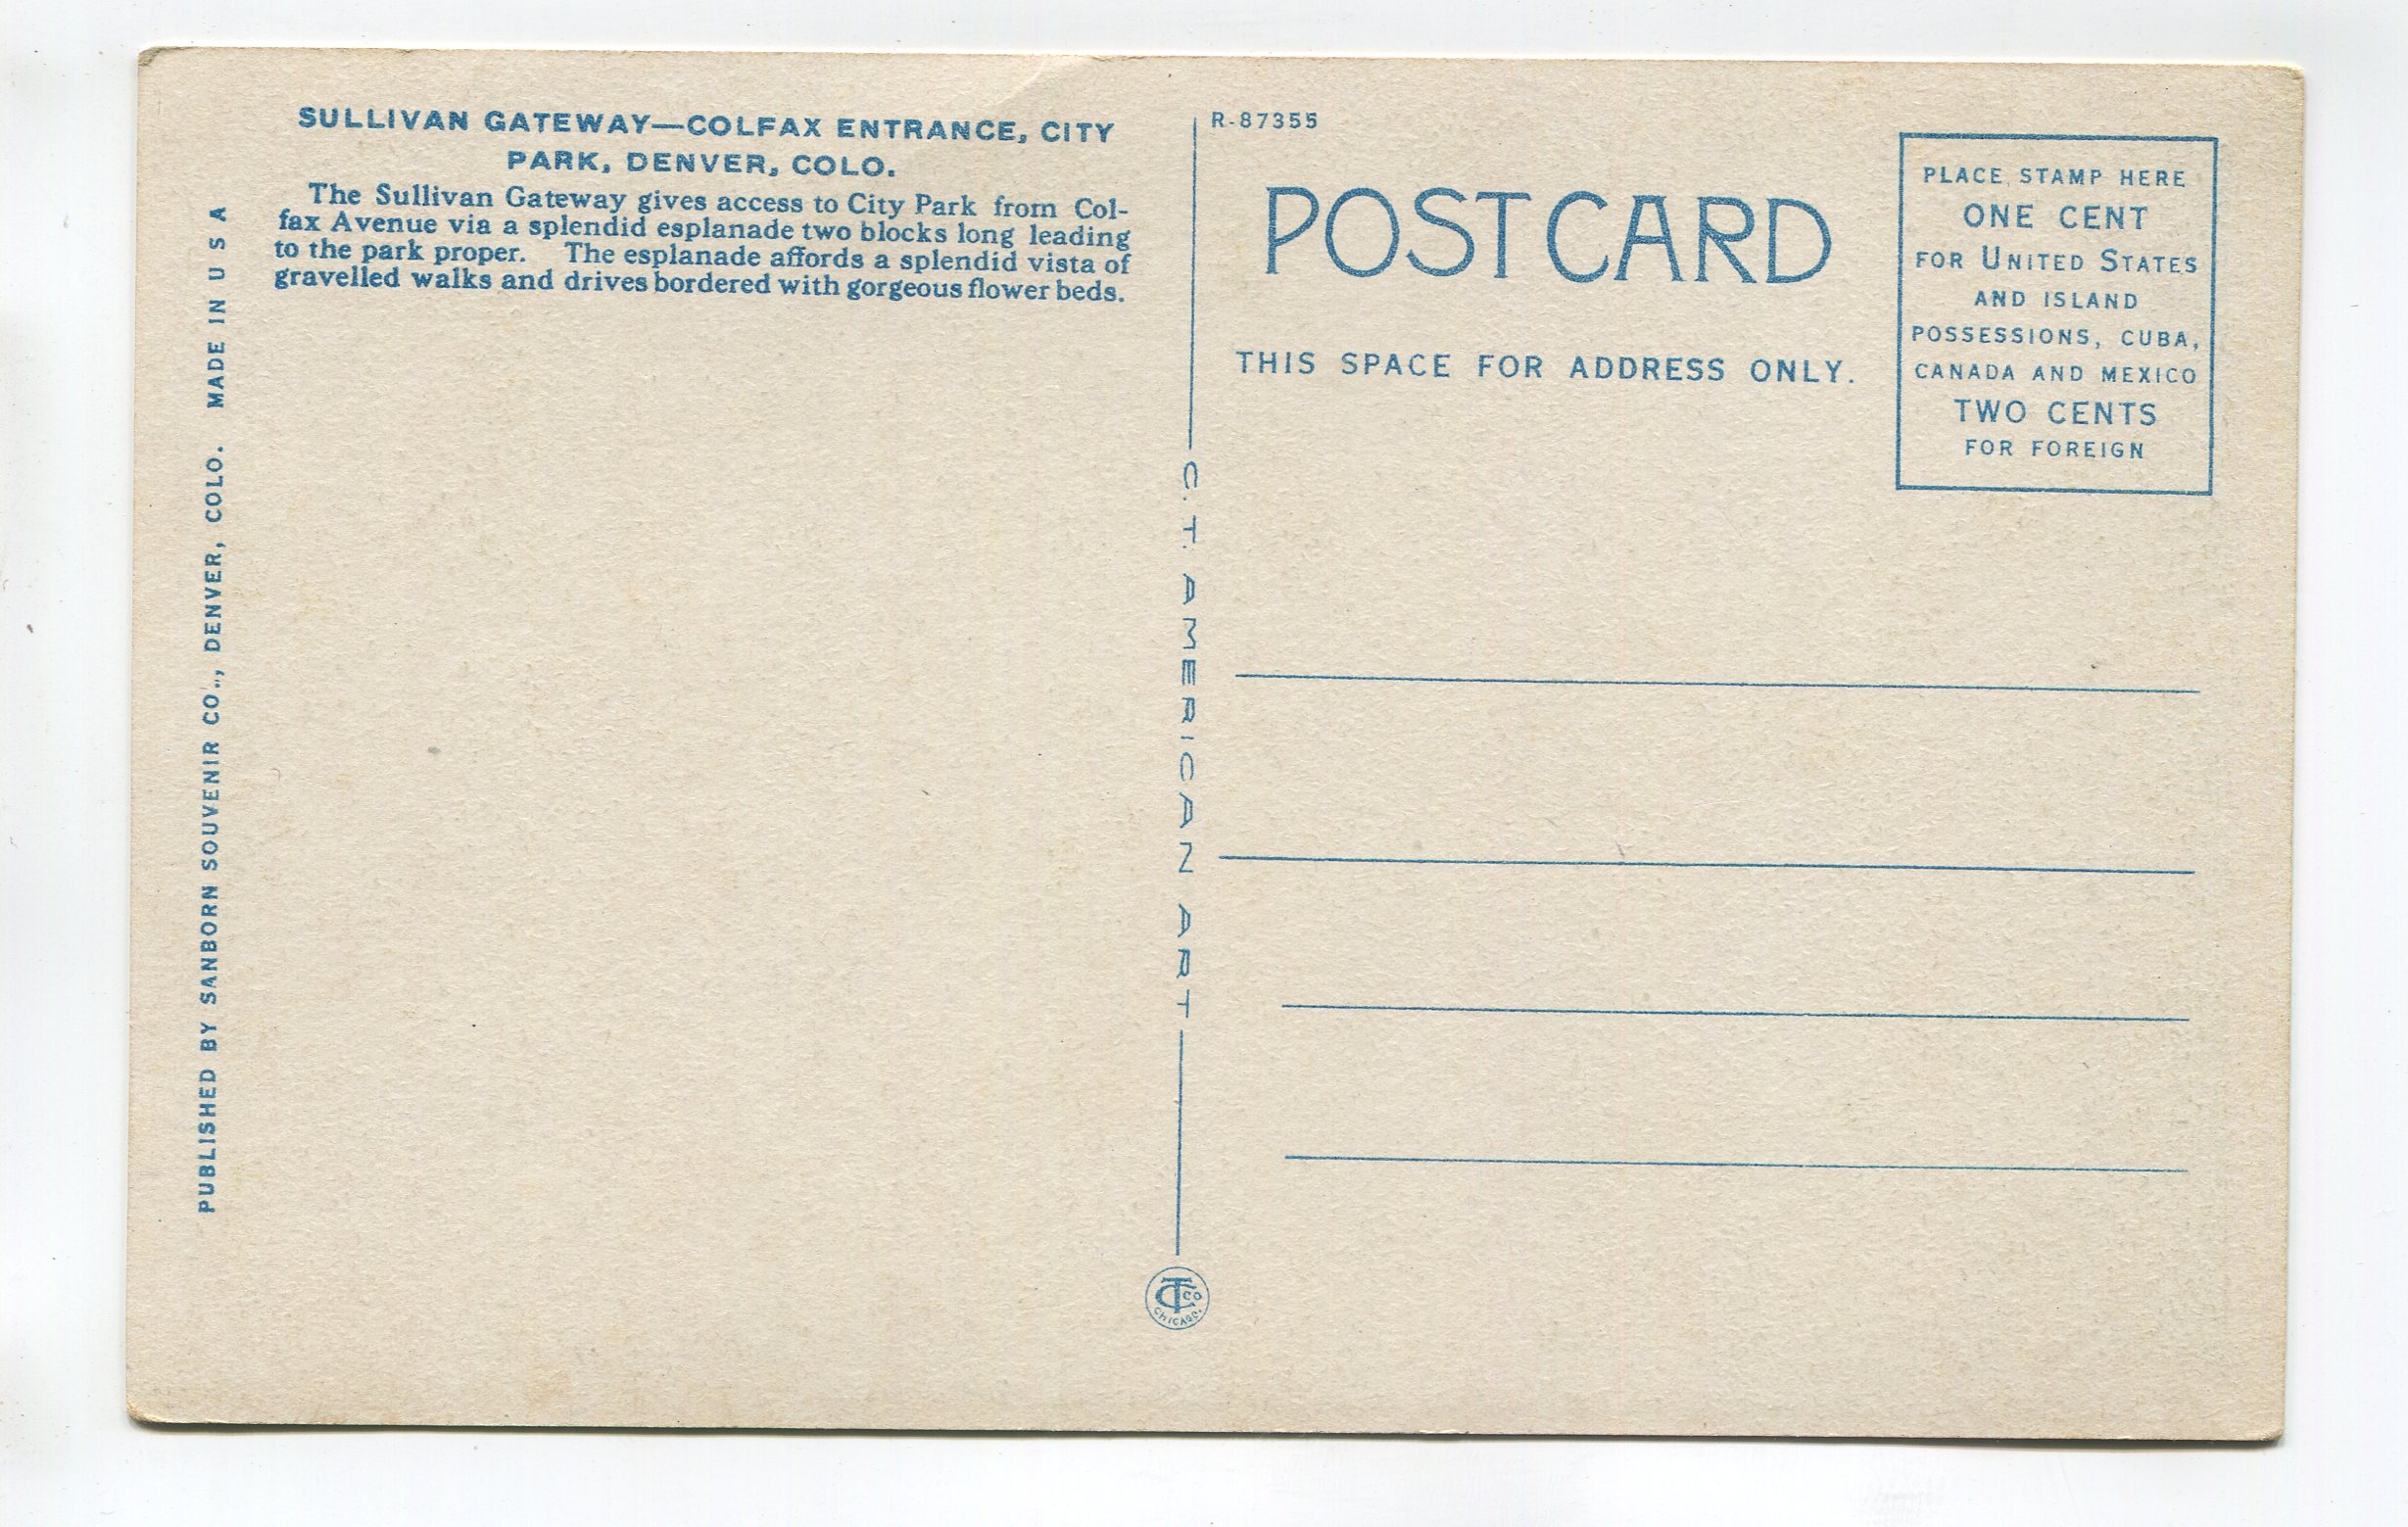 SULLIVAN GATEWAY—COLFAX ENTRANCE, CITY
PARK, DENVER, COLO.
The Sullivan Gateway gives access to City Park from Col-
fax Avenue via a splendid esplanade two blocks long leading
to the park proper. The esplanade affords a splendid vista of
gravelled walks and drives bordered with gorgeous flower beds.
PUBLISHED BY SANBORN SOUVENIR CO., DENVER, COLO. MADE IN U S A
C. T. AMERICAN ART
CTCO
CHICAGO.
R-87355
POST CARD
THIS SPACE FOR ADDRESS ONLY.
PLACE STAMP HERE
ONE CENT
FOR UNITED STATES
AND ISLAND
POSSESSIONS, CUBA,
CANADA AND MEXICO
TWO CENTS
FOR FOREIGN